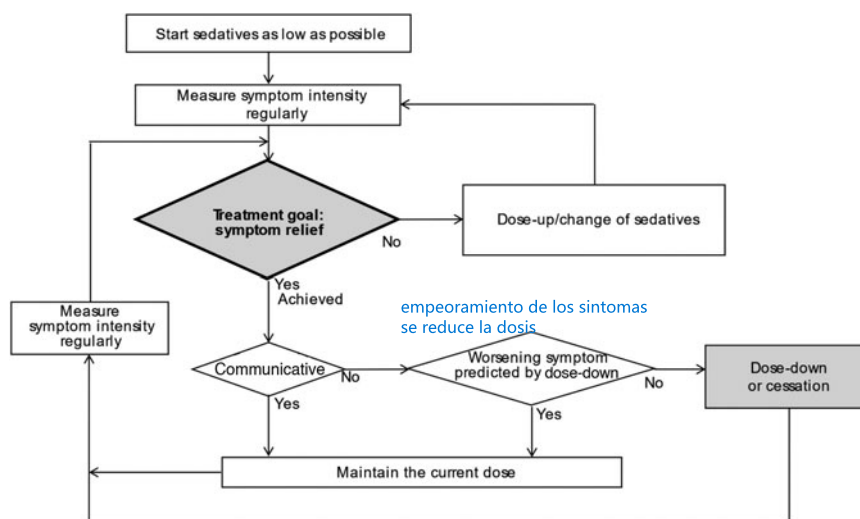 Start sedatives as low as possible
Measure symptom intensity
regularly
Treatment goal:
symptom relief
No
Dose-up/change of sedatives
Yes
Achieved
Measure
symptom intensity
regularly
empeoramiento de los sintomas
se reduce la dosis
Communicative
No
Worsening symptom
predicted by dose-down
No
Dose-down
or cessation
Yes
Yes
Maintain the current dose